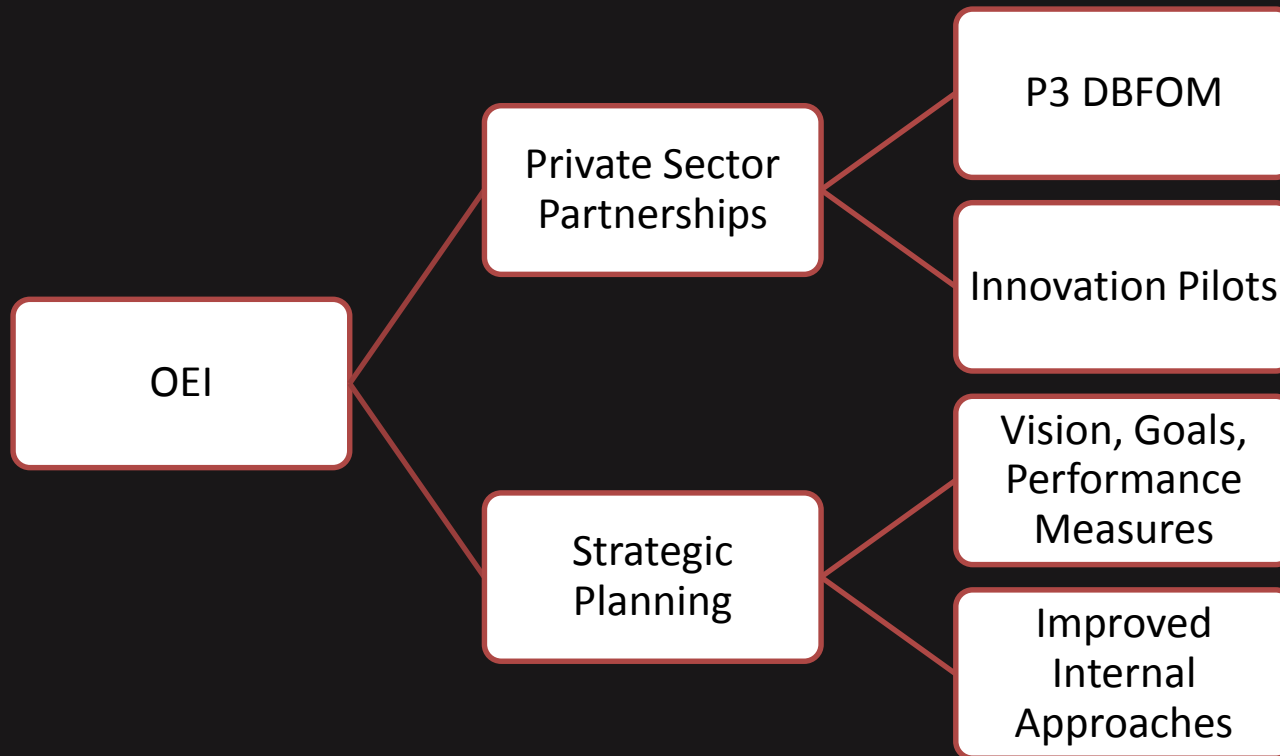 OEI
Private Sector
Partnerships
P3 DBFOM
Innovation Pilots
Strategic
Planning
Vision, Goals,
Performance
Measures
Improved
Internal
Approaches